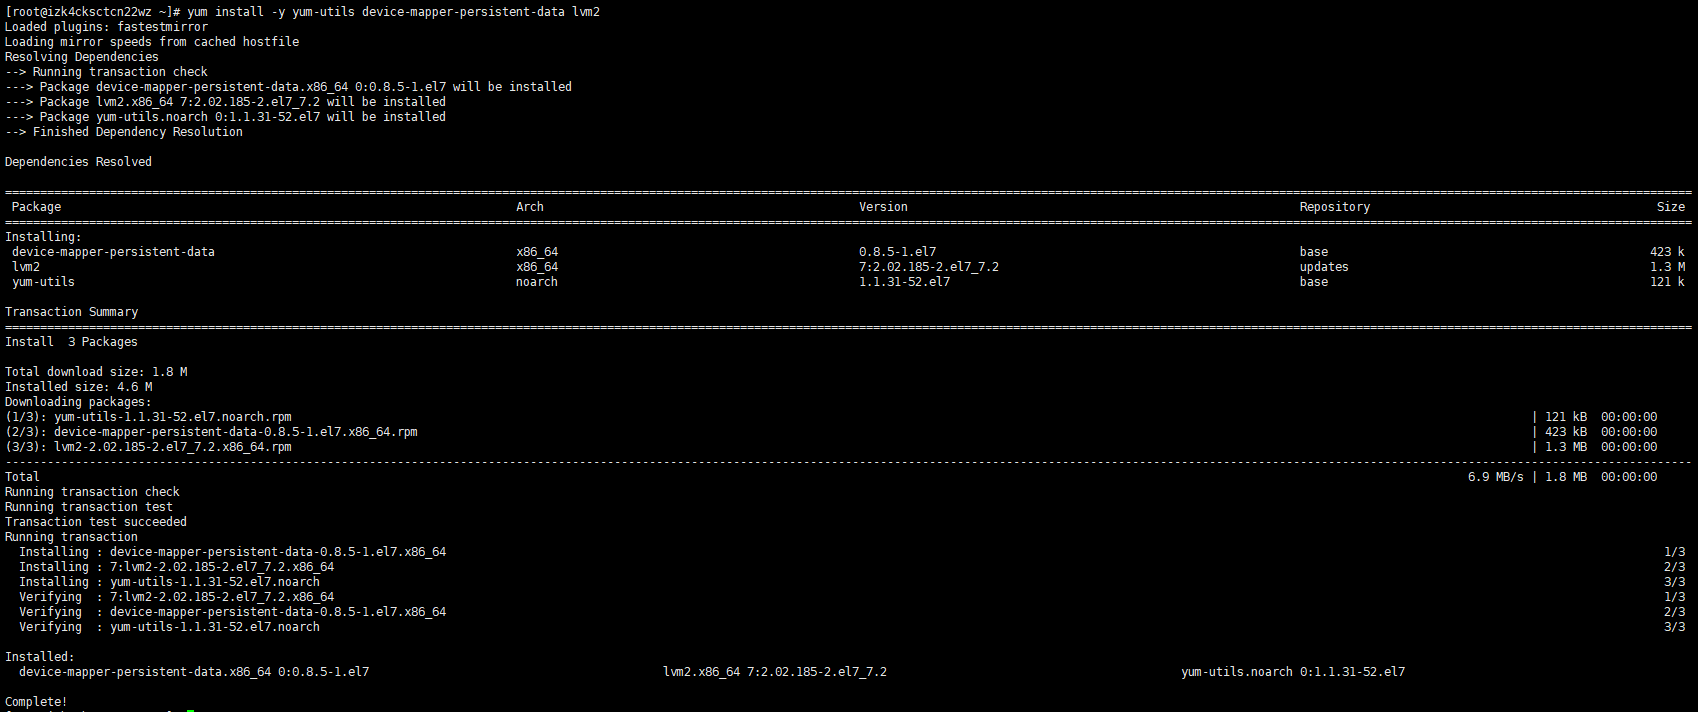 [root@izk4cksctcn22wz ~]# yum install -y yum-utils device-mapper-persistent-data lvm2
Loaded plugins: fastestmirror
Loading mirror speeds from cached hostfile
Resolving Dependencies
--> Running transaction check
---> Package device-mapper-persistent-data.x86_64 0:0.8.5-1.el7 will be installed
---> Package lvm2.x86_64 7:2.02.185-2.el7_7.2 will be installed
---> Package yum-utils.noarch 0:1.1.31-52.el7 will be installed
--> Finished Dependency Resolution
Dependencies Resolved
Package Arch Version Repository Size
Installing:
device-mapper-persistent-data x86_64 0.8.5-1.el7 base 423 k
lvm2 x86_64 7:2.02.185-2.el7_7.2 updates 1.3 M
yum-utils noarch 1.1.31-52.el7 base 121 k
Transaction Summary
Install  3 Packages
Total download size: 1.8 M
Installed size: 4.6 M
Downloading packages:
(1/3): yum-utils-1.1.31-52.el7.noarch.rpm | 121 kB  00:00:00
(2/3): device-mapper-persistent-data-0.8.5-1.el7.x86_64.rpm | 423 kB  00:00:00
(3/3): lvm2-2.02.185-2.el7_7.2.x86_64.rpm | 1.3 MB  00:00:00
Total 6.9 MB/s | 1.8 MB  00:00:00
Running transaction check
Running transaction test
Transaction test succeeded
Running transaction
Installing : device-mapper-persistent-data-0.8.5-1.el7.x86_64 1/3
Installing : 7:lvm2-2.02.185-2.el7_7.2.x86_64 2/3
Installing : yum-utils-1.1.31-52.el7.noarch 3/3
Verifying  : 7:lvm2-2.02.185-2.el7_7.2.x86_64 1/3
Verifying  : device-mapper-persistent-data-0.8.5-1.el7.x86_64 2/3
Verifying  : yum-utils-1.1.31-52.el7.noarch 3/3
Installed:
device-mapper-persistent-data.x86_64 0:0.8.5-1.el7 lvm2.x86_64 7:2.02.185-2.el7_7.2 yum-utils.noarch 0:1.1.31-52.el7
Complete!